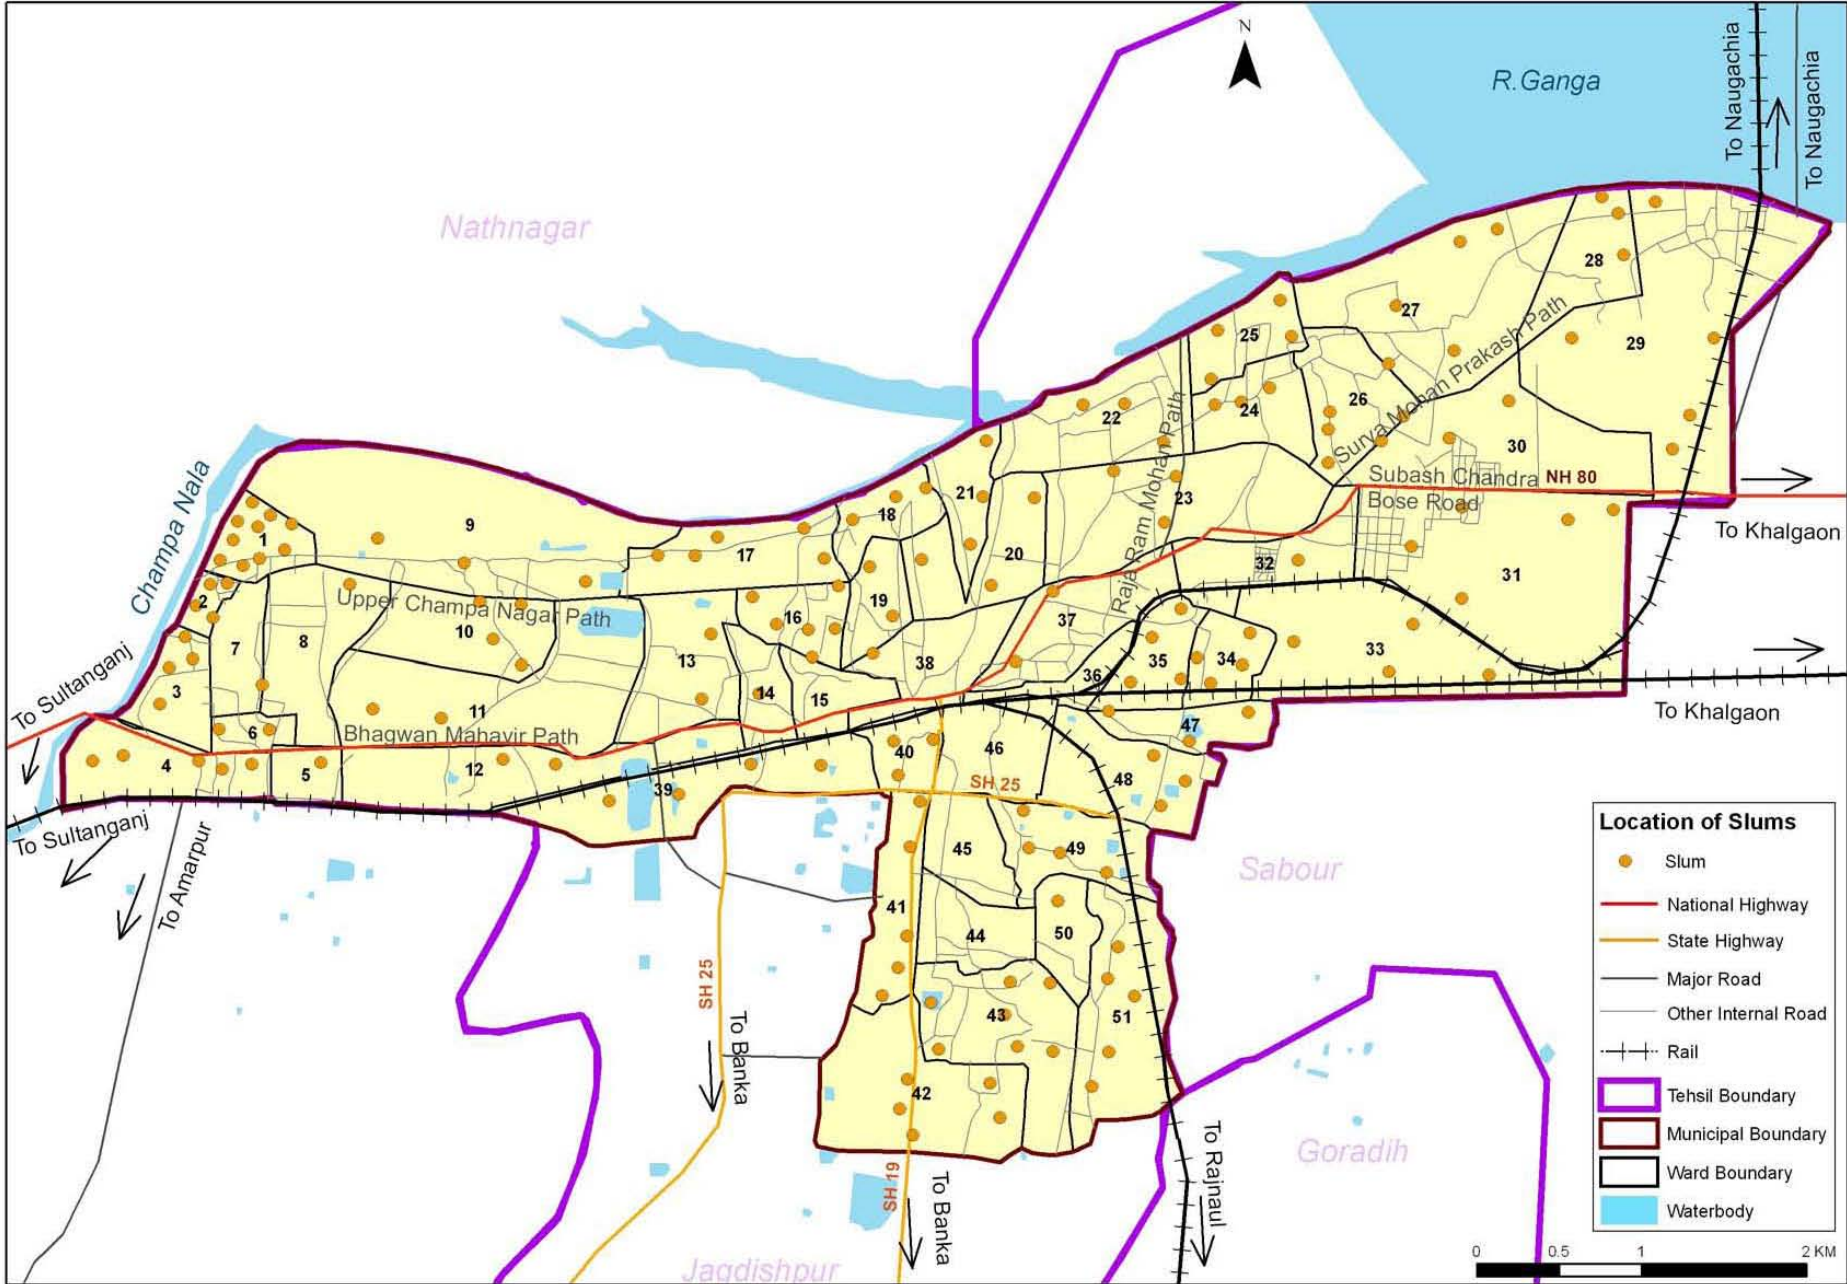 N
R.Ganga
To Naugachia
To Naugachia
Nathnagar
28
27
25
29
Surya Mohan Prakash Path
26
22
24
Raja Ram Mohan Path
30
Subash Chandra
Bose Road
NH 80
To Khalgaon
Champa Nala
21
23
18
9
1
17
20
32
31
2
Upper Champa Nagar Path
10
16
19
37
7
8
13
38
35
34
33
36
To Sultanganj
3
14
15
11
To Khalgaon
6
Bhagwan Mahavir Path
47
40
46
4
5
12
SH 25
48
39
To Sultanganj
To Amarpur
45
49
Sabour
41
44
50
SH 25
To Banka
43
51
42
To Rajnaul
Goradih
SH 19
To Banka
Jagdishpur
Location of Slums
Slum
National Highway
State Highway
Major Road
Other Internal Road
Rail
Tehsil Boundary
Municipal Boundary
Ward Boundary
Waterbody
0 0.5 1 2 KM